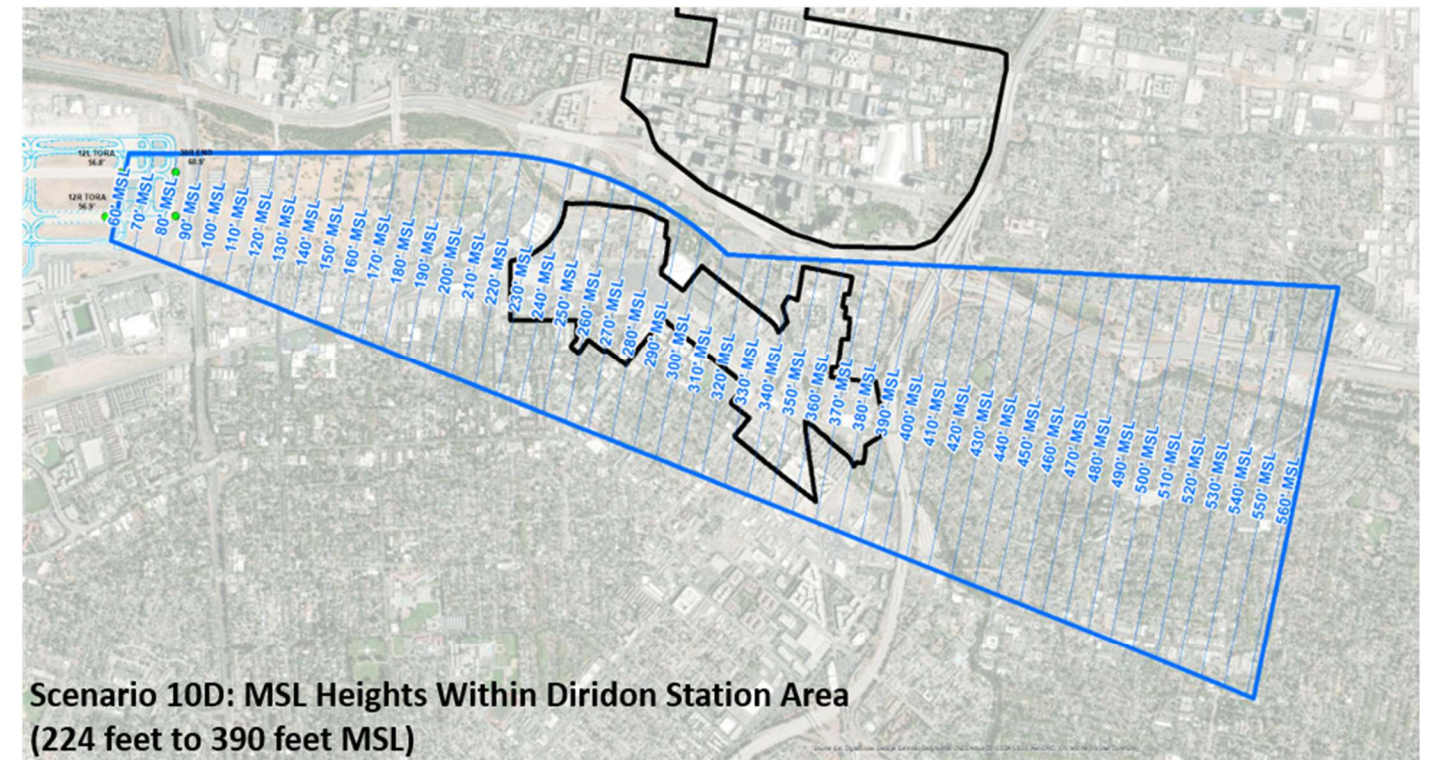 12L TORA
56.8'
60.9'
12R TORA
56.9'
60' MSL
70' MSL
80' MSL
90' MSL
100' MSL
110' MSL
120' MSL
130' MSL
140' MSL
150' MSL
160' MSL
170' MSL
180' MSL
190' MSL
200' MSL
210' MSL
220' MSL
230' MSL
240' MSL
250' MSL
260' MSL
270' MSL
280' MSL
290' MSL
300' MSL
310' MSL
320' MSL
330' MSL
340' MSL
350' MSL
360' MSL
370' MSL
380' MSL
390' MSL
400' MSL
410' MSL
420' MSL
430' MSL
440' MSL
450' MSL
460' MSL
470' MSL
480' MSL
490' MSL
500' MSL
510' MSL
520' MSL
530' MSL
540' MSL
550' MSL
560' MSL
Scenario 10D: MSL Heights Within Diridon Station Area
(224 feet to 390 feet MSL)